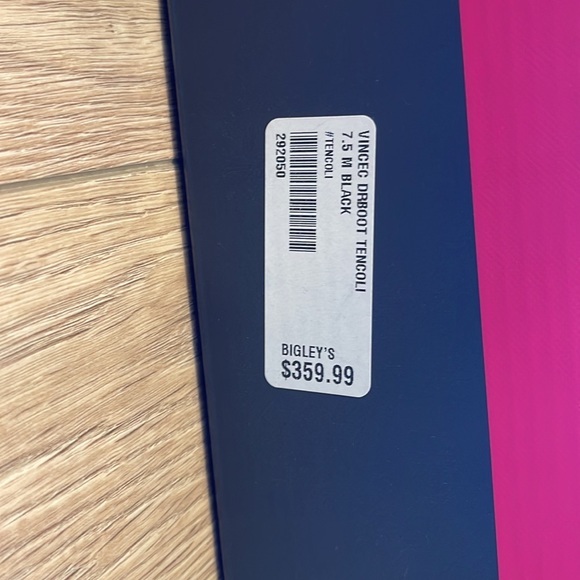 VINCEC DRBOOT TENCOLI
7.5 M BLACK
#TENCOLI
292050
BIGLEY'S
$359.99